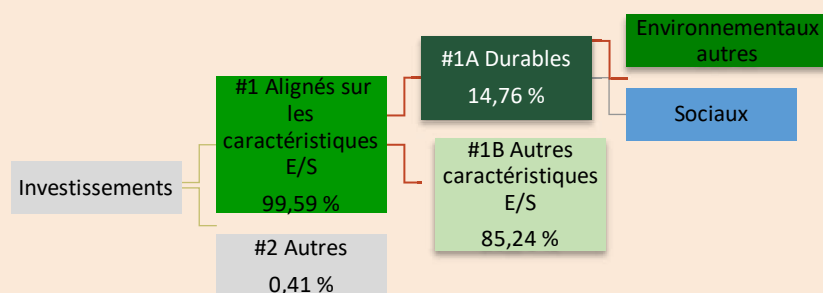 Investissements
#1 Alignés sur
les
caractéristiques
E/S
99,59 %
#2 Autres
0,41 %
#1A Durables
14,76 %
#1B Autres
caractéristiques
E/S
85,24 %
Environnementaux
autres
Sociaux